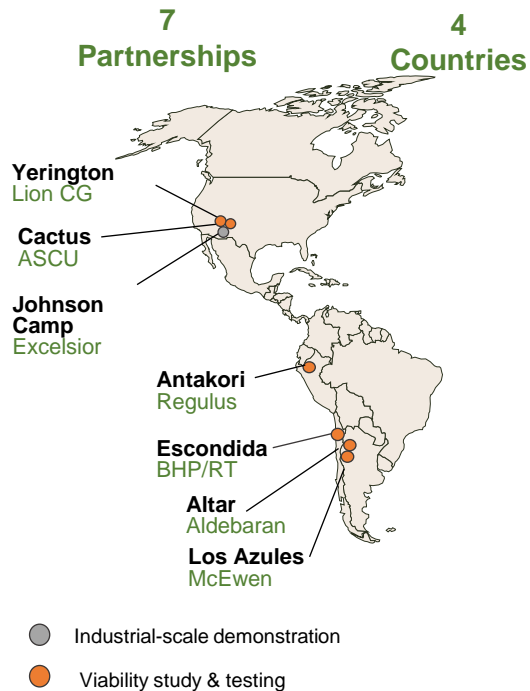 7
Partnerships
4
Countries
Yerington
Lion CG
Cactus
ASCU
Johnson
Camp
Excelsior
Antakori
Regulus
Escondida
BHP/RT
Altar
Aldebaran
Los Azules
McEwen
Industrial-scale demonstration
Viability study & testing